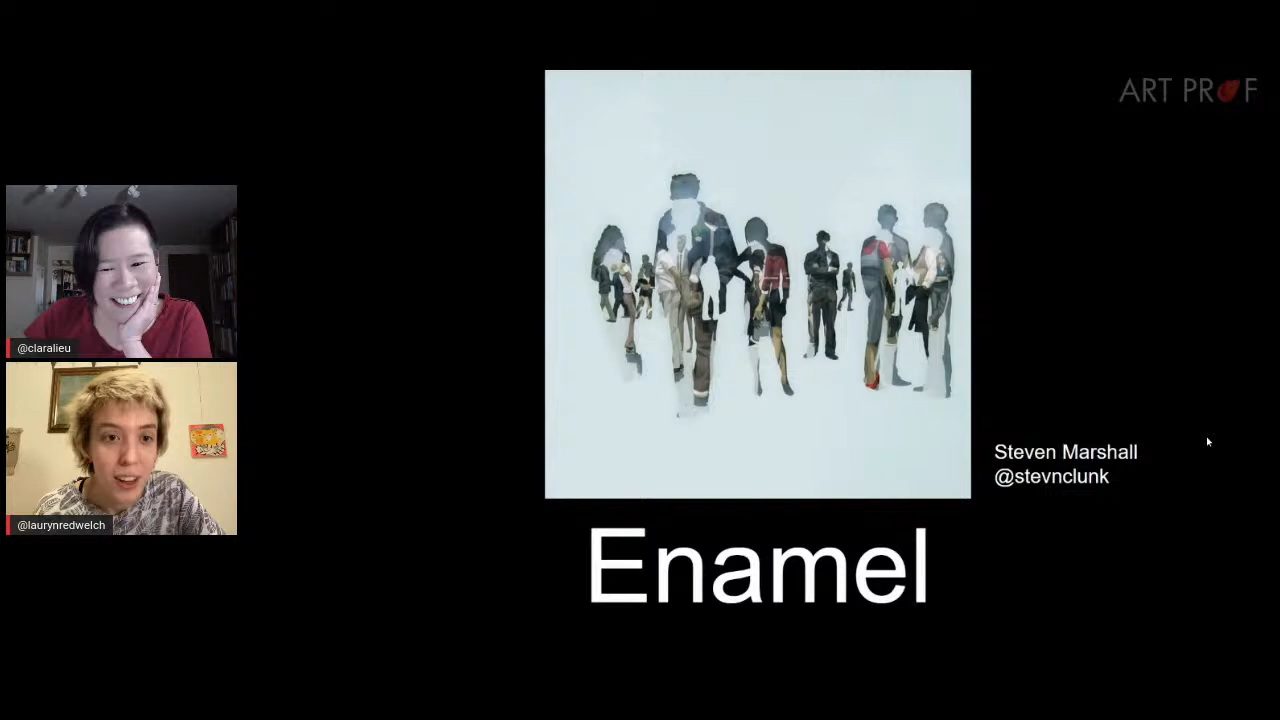 ART PROF
@claralieu
@laurynredwelch
Steven Marshall
@stevnclunk
Enamel